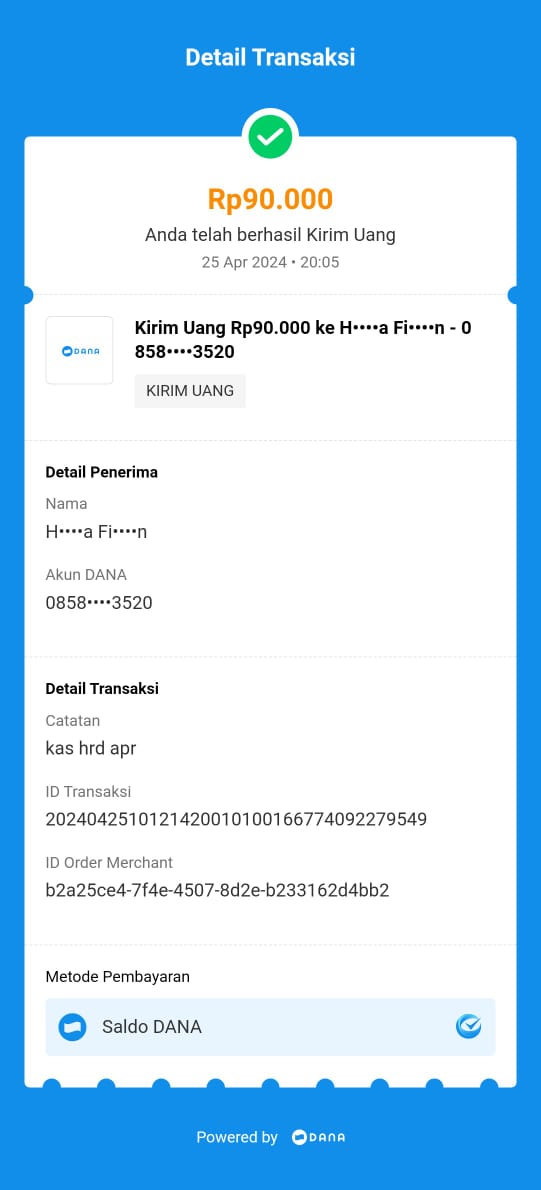 Detail Transaksi
Rp90.000
Anda telah berhasil Kirim Uang
25 Apr 2024 • 20:05
DANA
Kirim Uang Rp90.000 ke H••••a Fi••••n - 0
858••••3520
KIRIM UANG
Detail Penerima
Nama
H••••a Fi••••n
Akun DANA
0858••••3520
Detail Transaksi
Catatan
kas hrd apr
ID Transaksi
2024042510121420010100166774092279549
ID Order Merchant
b2a25ce4-7f4e-4507-8d2e-b233162d4bb2
Metode Pembayaran
Saldo DANA
Powered by DANA